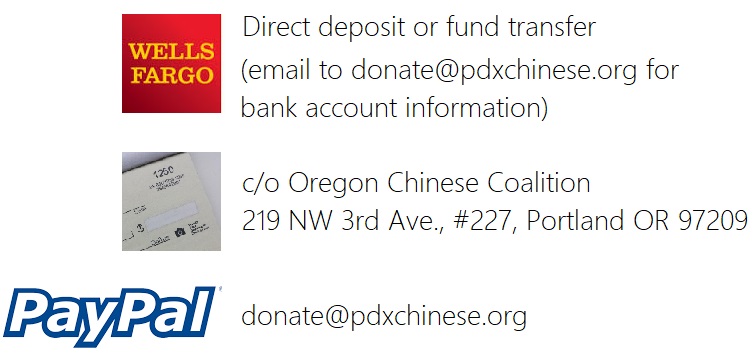 WELLS
FARGO
Direct deposit or fund transfer
(email to donate@pdxchinese.org for
bank account information)
1250
c/o Oregon Chinese Coalition
219 NW 3rd Ave., #227, Portland OR 97209
PayPal
donate@pdxchinese.org